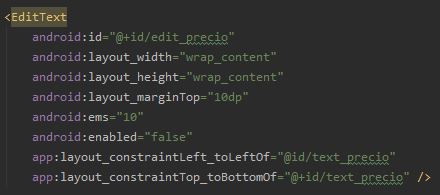 <EditText
android:id="@+id/edit_precio"
android:layout_width="wrap_content"
android:layout_height="wrap_content"
android:layout_marginTop="10dp"
android:ems="10"
android:enabled="false"
app:layout_constraintLeft_toLeftOf="@id/text_precio"
app:layout_constraintTop_toBottomOf="@+id/text_precio" />